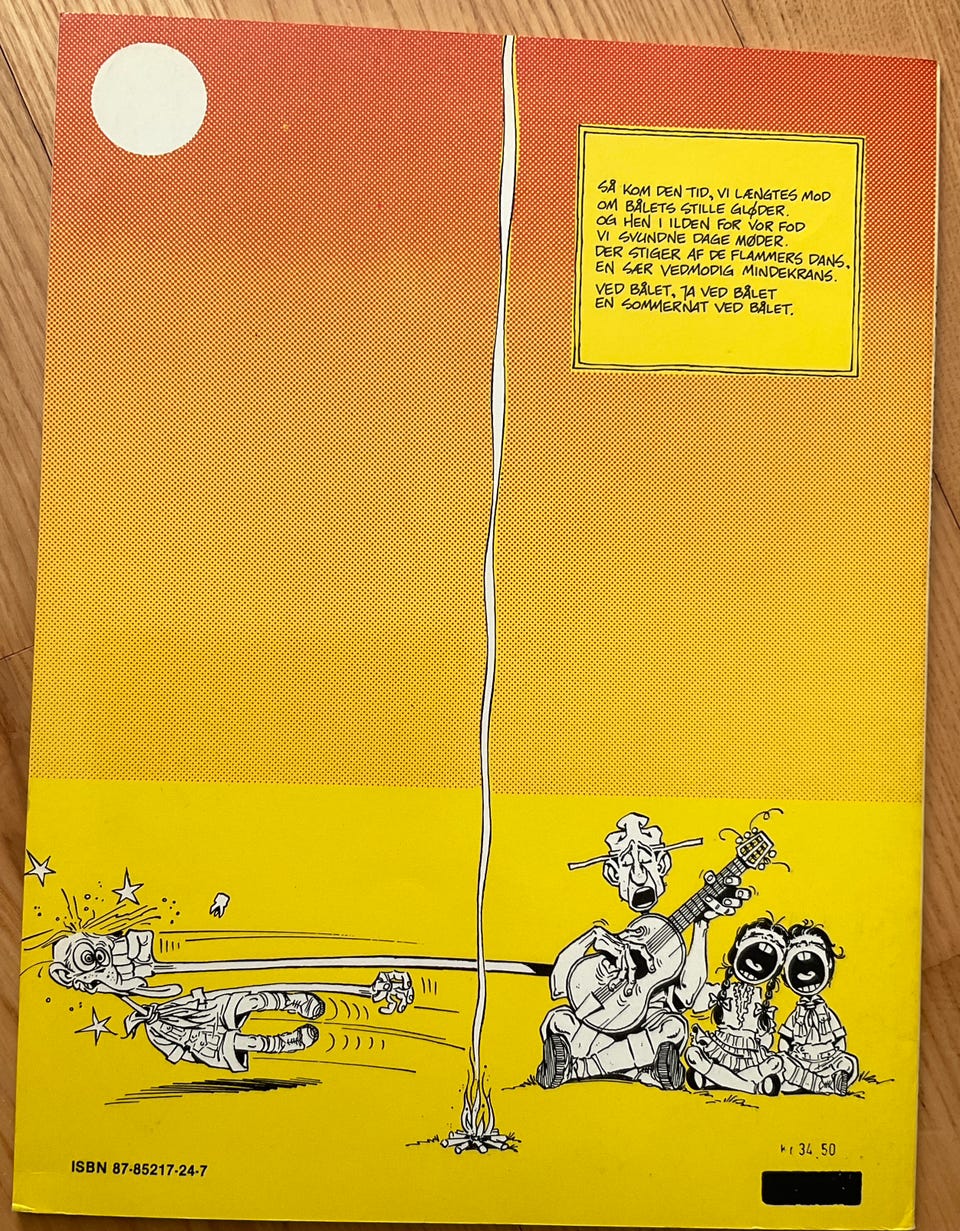 SÅ KOM DEN TID, VI LÆNGTES MOD
OM BÅLETS STILLE GLØDER.
OG HEN I ILDEN FOR VOR FOD
VI SVUNDNE DAGE MØDER.
DER STIGER AF DE FLAMMERS DANS,
EN SÆR VEDMODIG MINDEKRANS.
VED BÅLET, JA VED BÅLET
EN SOMMERNAT VED BÅLET.
kr 34.50
ISBN 87-85217-24-7